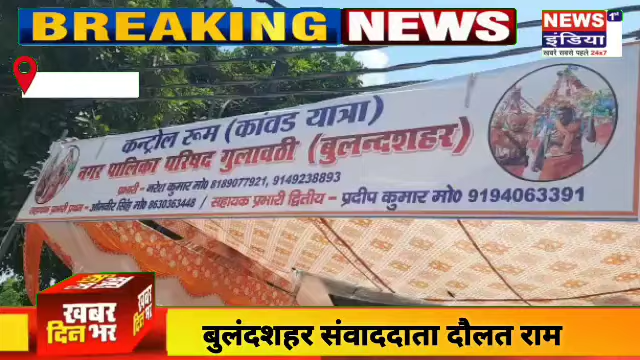 BREAKING NEWS
NEWS 1st
इंडिया
खबरें सबसे पहले 24x7
कन्ट्रोल रूम (कांवड यात्रा)
नगर पालिका परिषद गुलावठी (बुलन्दशहर)
प्रभारी - नरेश कुमार मो0 8189077921, 9149238893
सहायक प्रभारी प्रथम - ओमवीर सिंह मो0 8630363448 / सहायक प्रभारी द्वितीय - प्रदीप कुमार मो0 9194063391
खबर
दिन भर
बुलंदशहर संवाददाता दौलत राम